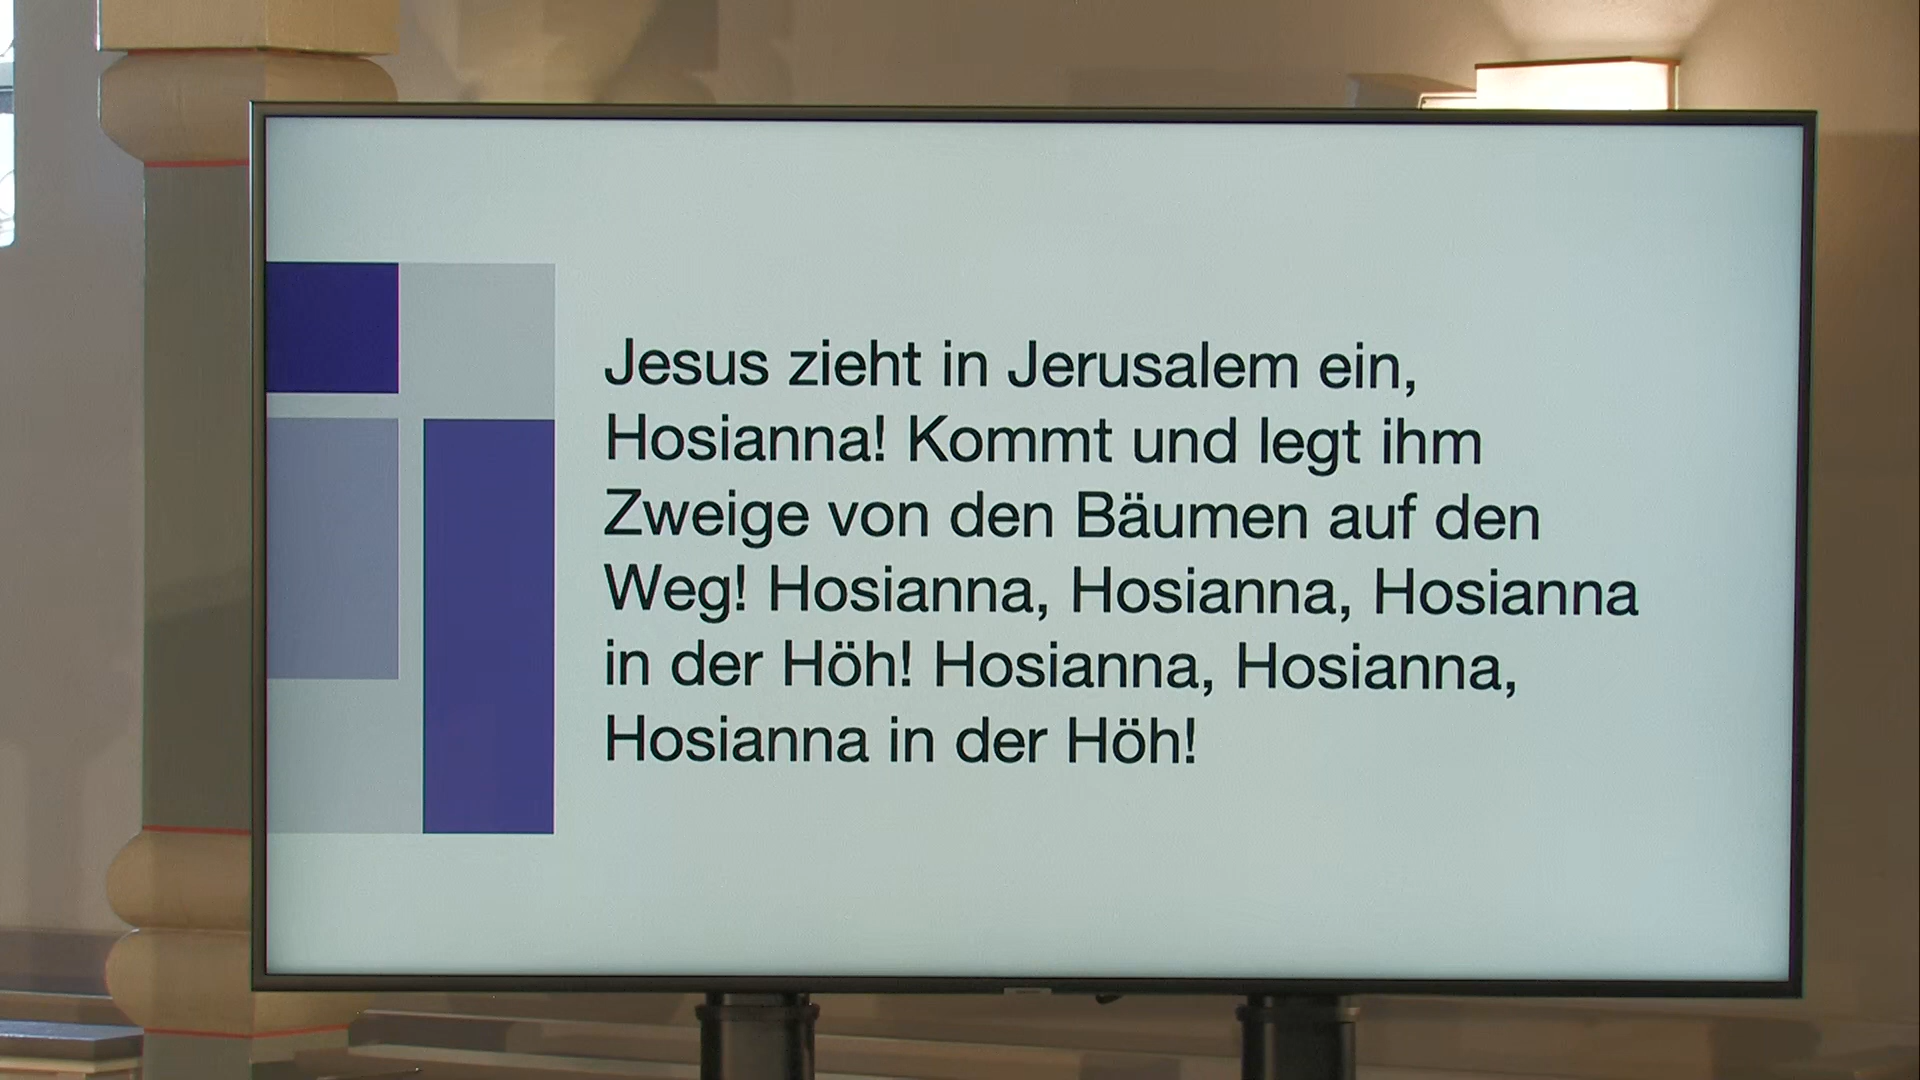 Jesus zieht in Jerusalem ein,
Hosianna! Kommt und legt ihm
Zweige von den Bäumen auf den
Weg! Hosianna, Hosianna, Hosianna
in der Höh! Hosianna, Hosianna,
Hosianna in der Höh!